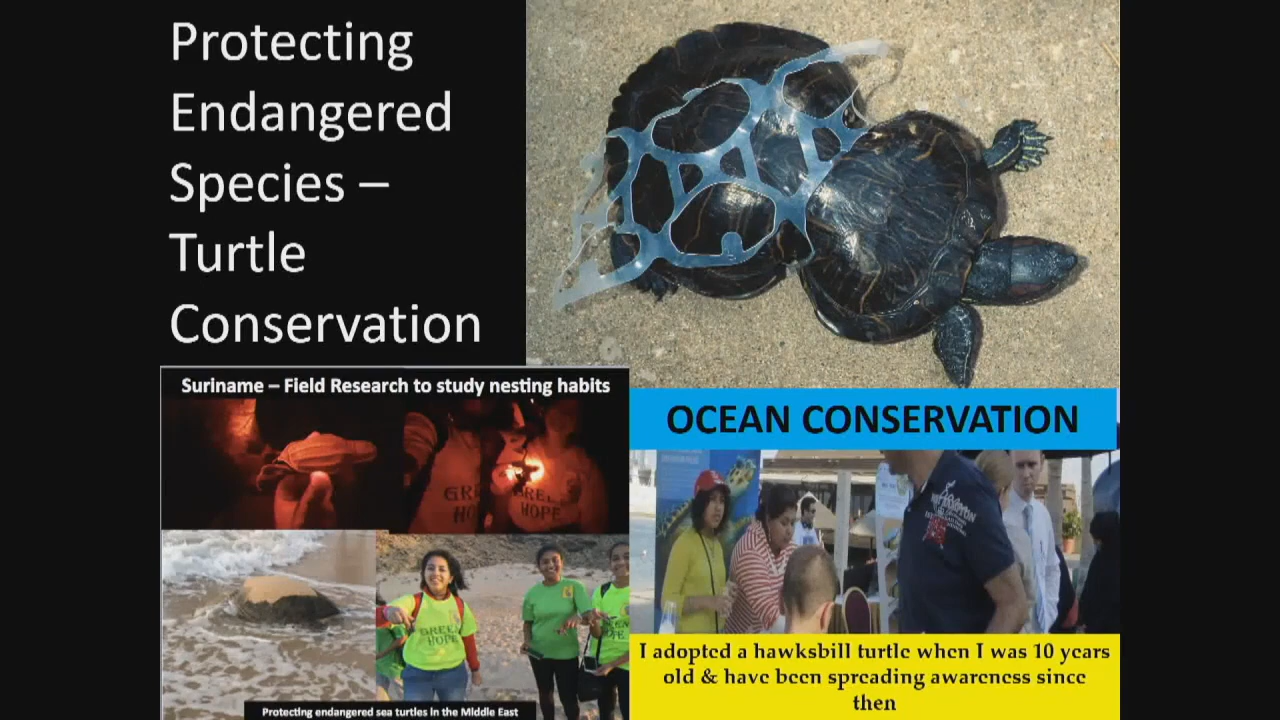 Protecting
Endangered
Species –
Turtle
Conservation
Suriname – Field Research to study nesting habits
GREEN
HOPE
GREEN
HOPE
Protecting endangered sea turtles in the Middle East
OCEAN CONSERVATION
I adopted a hawksbill turtle when I was 10 years
old & have been spreading awareness since
then